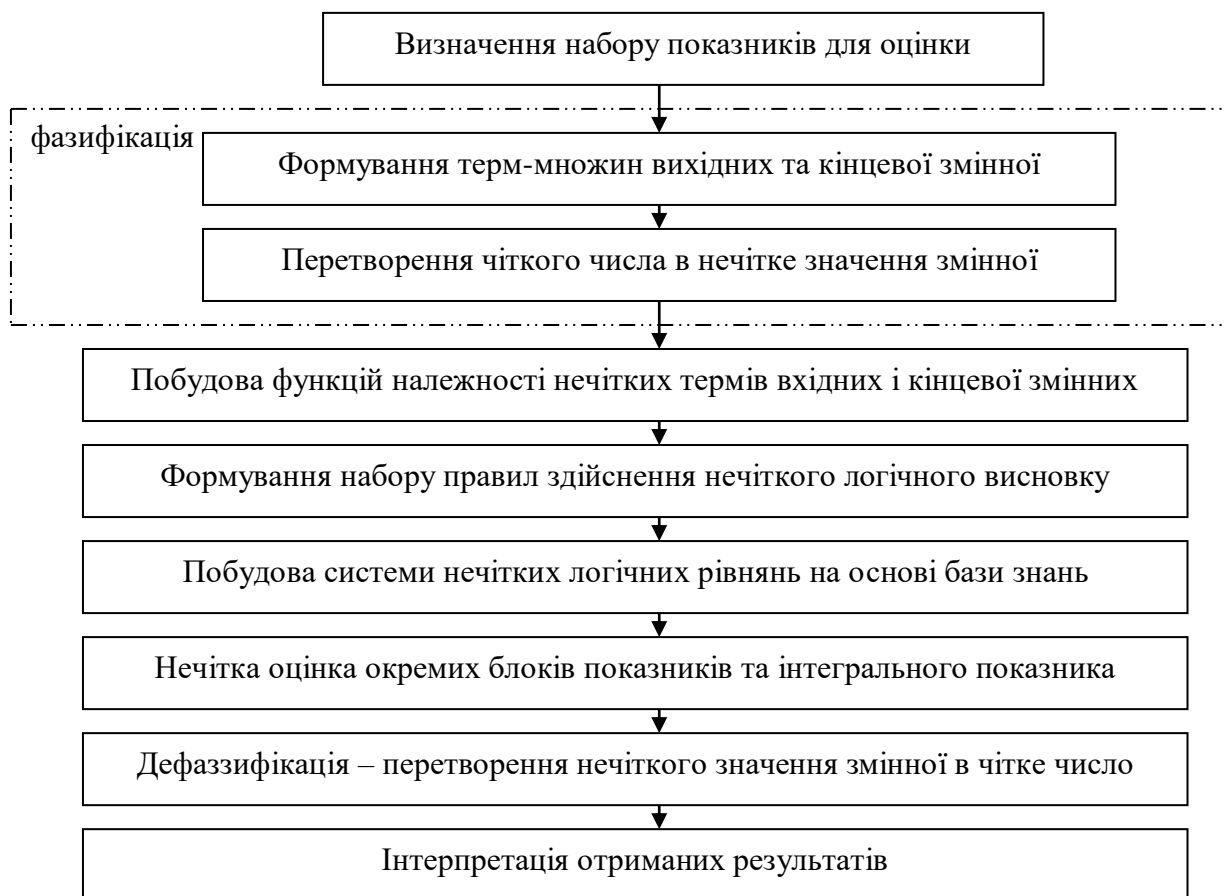 Визначення набору показників для оцінки
фазифікація
Формування терм-множин вихідних та кінцевої змінної
Перетворення чіткого числа в нечітке значення змінної
Побудова функцій належності нечітких термів вхідних і кінцевої змінних
Формування набору правил здійснення нечіткого логічного висновку
Побудова системи нечітких логічних рівнянь на основі бази знань
Нечітка оцінка окремих блоків показників та інтегрального показника
Дефаззифікація – перетворення нечіткого значення змінної в чітке число
Інтерпретація отриманих результатів